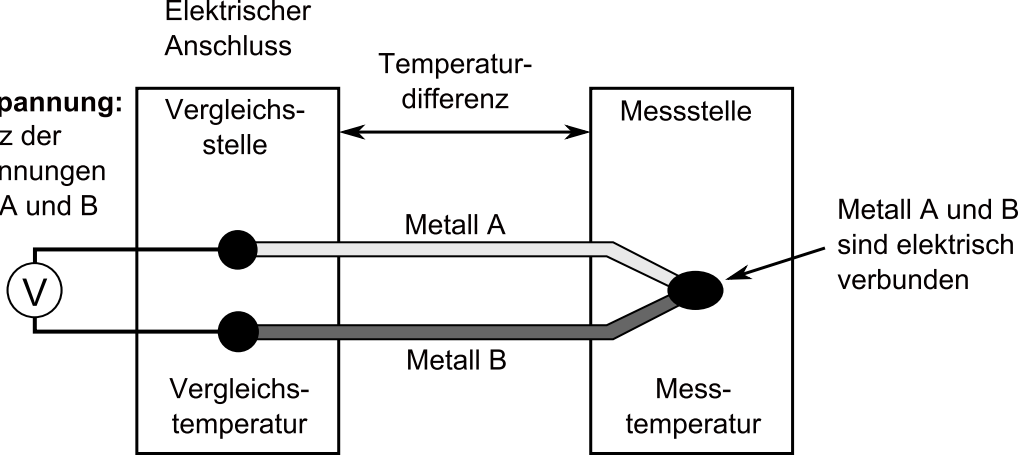 Elektrischer
Anschluss
Temperatur-
differenz
pannung:
z der
nnungen
A und B
Vergleichs-
stelle
Messstelle
Metall A
Metall A und B
sind elektrisch
verbunden
V
Metall B
Vergleichs-
temperatur
Mess-
temperatur